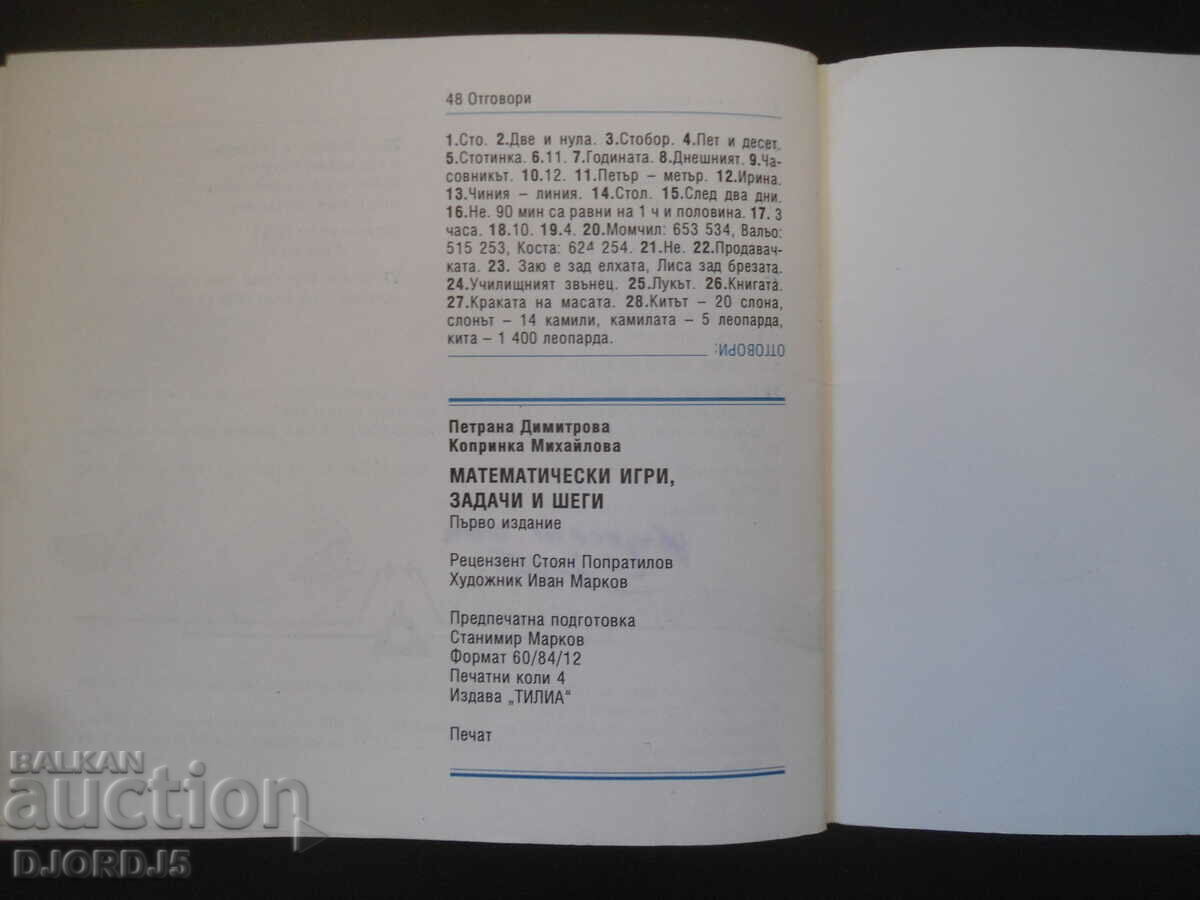 48 Отговори
1.Сто. 2.Две и нула. 3.Стобор. 4.Пет и десет.
5.Стотинка. 6.11. 7.Годината. 8.Днешният. 9.Ча-
совникът. 10.12. 11.Петър – метър. 12.Ирина.
13.Чиния – линия. 14.Стол. 15.След два дни.
16.Не. 90 мин са равни на 1 ч и половина. 17. 3
часа. 18.10. 19.4. 20.Момчил: 653 534, Вальо:
515 253, Коста: 624 254. 21.Не. 22.Продавач-
ката. 23. Заю е зад елхата, Лиса зад брезата.
24.Училищният звънец. 25.Лукът. 26.Книгата.
27.Краката на масата. 28.Китът – 20 слона,
слонът – 14 камили, камилата – 5 леопарда,
кита – 1 400 леопарда.
ОТГОВОРИ:
Петрана Димитрова
Копринка Михайлова
МАТЕМАТИЧЕСКИ ИГРИ,
ЗАДАЧИ И ШЕГИ
Първо издание
Рецензент Стоян Попратилов
Художник Иван Марков
Предпечатна подготовка
Станимир Марков
Формат 60/84/12
Печатни коли 4
Издава „ТИЛИА“
Печат
BALKAN
auction
DJORDJ5